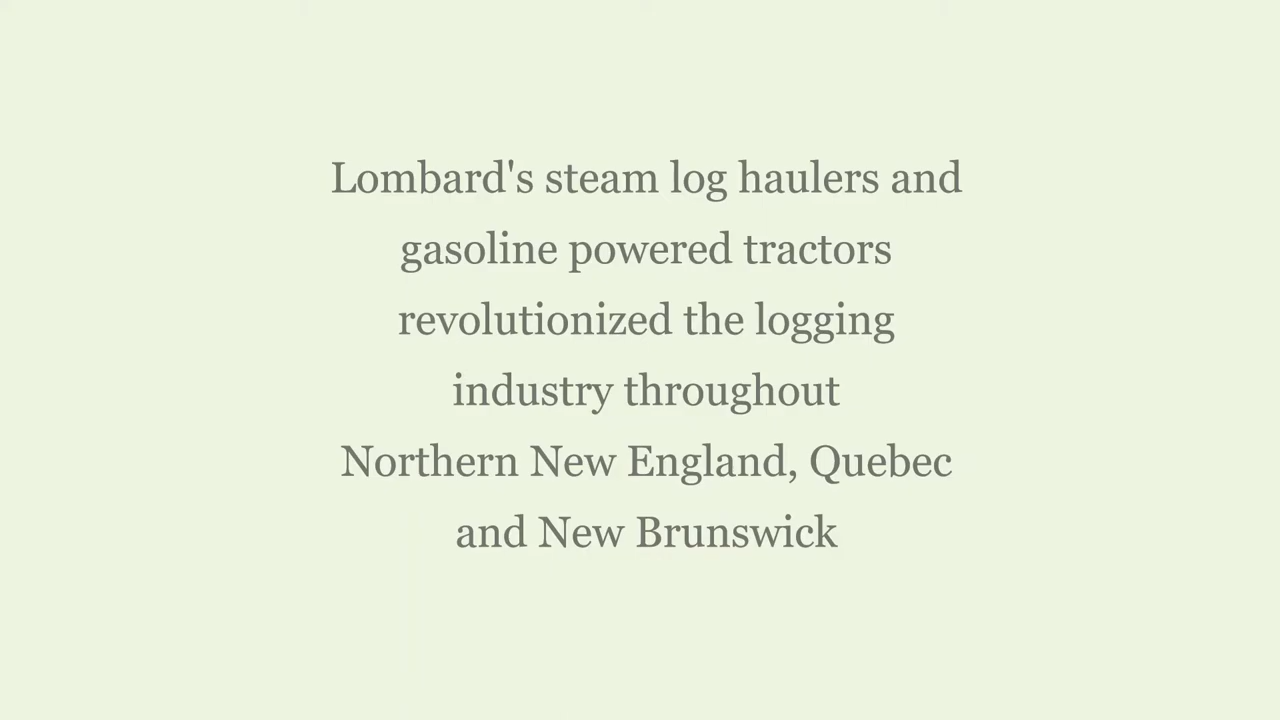 Lombard's steam log haulers and
gasoline powered tractors
revolutionized the logging
industry throughout
Northern New England, Quebec
and New Brunswick